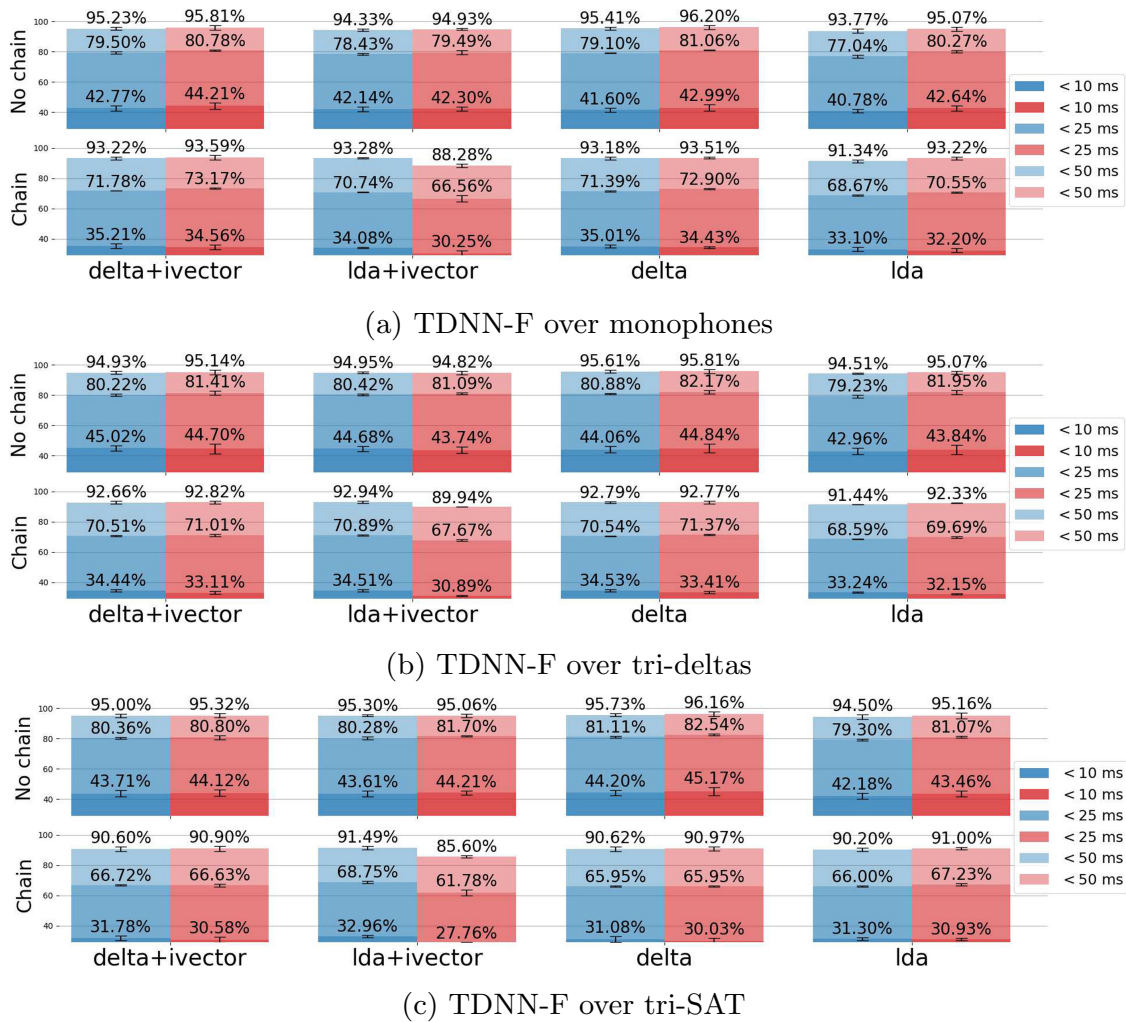 95.23% 95.81% 94.33% 94.93% 95.41% 96.20% 93.77% 95.07%
100
79.50% 80.78% 78.43% 79.49% 79.10% 81.06% 77.04% 80.27%
80
No chain
60
42.77% 44.21% 42.14% 42.30% 41.60% 42.99% 40.78% 42.64%
40
93.22% 93.59% 93.28% 88.28% 93.18% 93.51% 91.34% 93.22%
100
71.78% 73.17% 70.74% 66.56% 71.39% 72.90% 68.67% 70.55%
80
Chain
60
35.21% 34.56% 34.08% 30.25% 35.01% 34.43% 33.10% 32.20%
40
delta+ivector lda+ivector delta lda
< 10 ms
< 10 ms
< 25 ms
< 25 ms
< 50 ms
< 50 ms
(a) TDNN-F over monophones
94.93% 95.14% 94.95% 94.82% 95.61% 95.81% 94.51% 95.07%
100
80.22% 81.41% 80.42% 81.09% 80.88% 82.17% 79.23% 81.95%
80
No chain
60
45.02% 44.70% 44.68% 43.74% 44.06% 44.84% 42.96% 43.84%
40
92.66% 92.82% 92.94% 89.94% 92.79% 92.77% 91.44% 92.33%
100
70.51% 71.01% 70.89% 67.67% 70.54% 71.37% 68.59% 69.69%
80
Chain
60
34.44% 33.11% 34.51% 30.89% 34.53% 33.41% 33.24% 32.15%
40
delta+ivector lda+ivector delta lda
< 10 ms
< 10 ms
< 25 ms
< 25 ms
< 50 ms
< 50 ms
(b) TDNN-F over tri-deltas
95.00% 95.32% 95.30% 95.06% 95.73% 96.16% 94.50% 95.16%
100
80.36% 80.80% 80.28% 81.70% 81.11% 82.54% 79.30% 81.07%
80
No chain
60
43.71% 44.12% 43.61% 44.21% 44.20% 45.17% 42.18% 43.46%
40
90.60% 90.90% 91.49% 85.60% 90.62% 90.97% 90.20% 91.00%
100
66.72% 66.63% 68.75% 61.78% 65.95% 65.95% 66.00% 67.23%
80
Chain
60
31.78% 30.58% 32.96% 27.76% 31.08% 30.03% 31.30% 30.93%
40
delta+ivector lda+ivector delta lda
< 10 ms
< 10 ms
< 25 ms
< 25 ms
< 50 ms
< 50 ms
(c) TDNN-F over tri-SAT